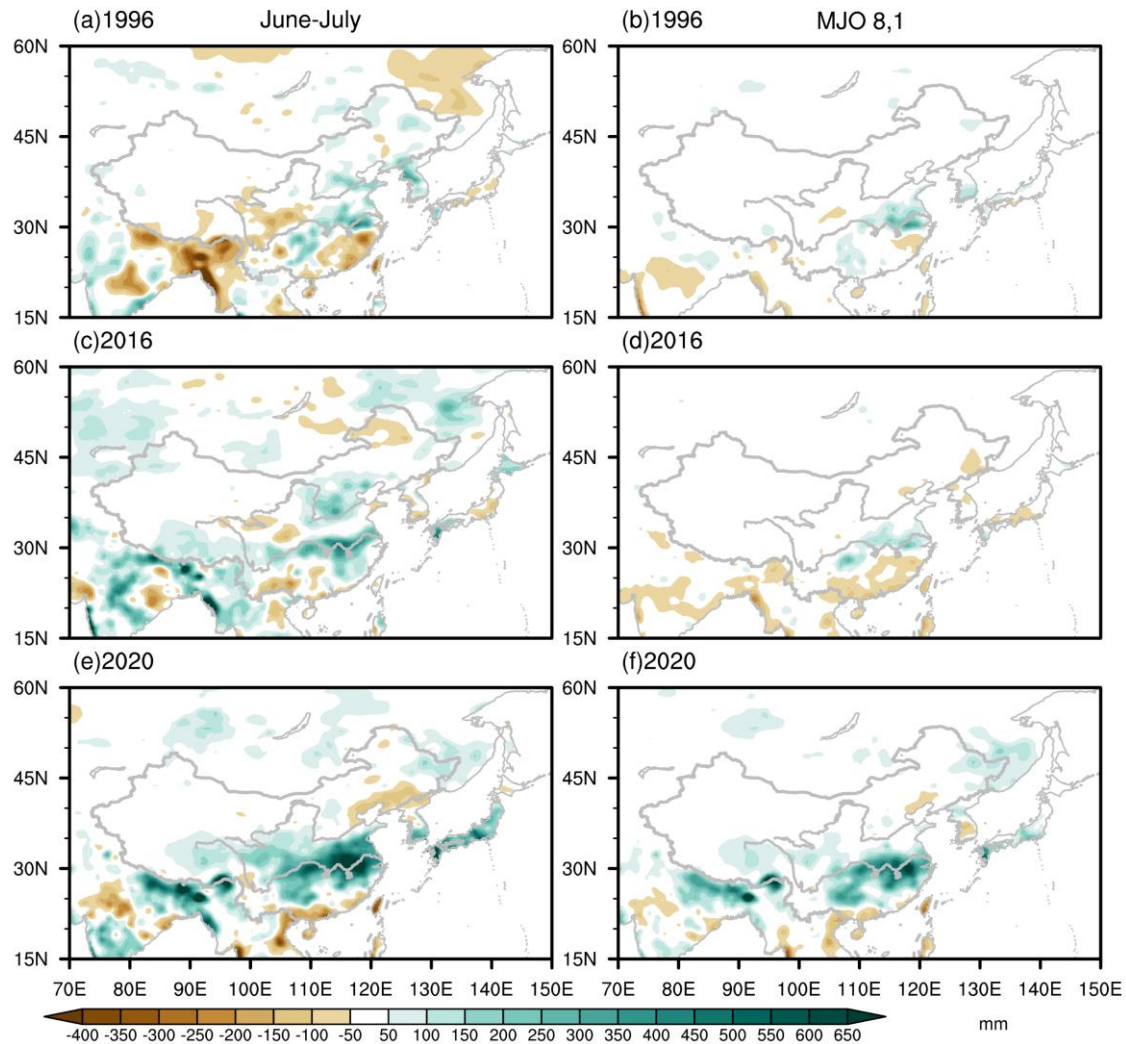 (a)1996 June-July (b)1996 MJO 8,1
60N
45N
30N
15N
60N
45N
30N
15N
(c)2016 (d)2016
60N
45N
30N
15N
60N
45N
30N
15N
(e)2020 (f)2020
60N
45N
30N
15N
60N
45N
30N
15N
70E 80E 90E 100E 110E 120E 130E 140E 150E
70E 80E 90E 100E 110E 120E 130E 140E 150E
-400 -350 -300 -250 -200 -150 -100 -50 50 100 150 200 250 300 350 400 450 500 550 600 650
mm